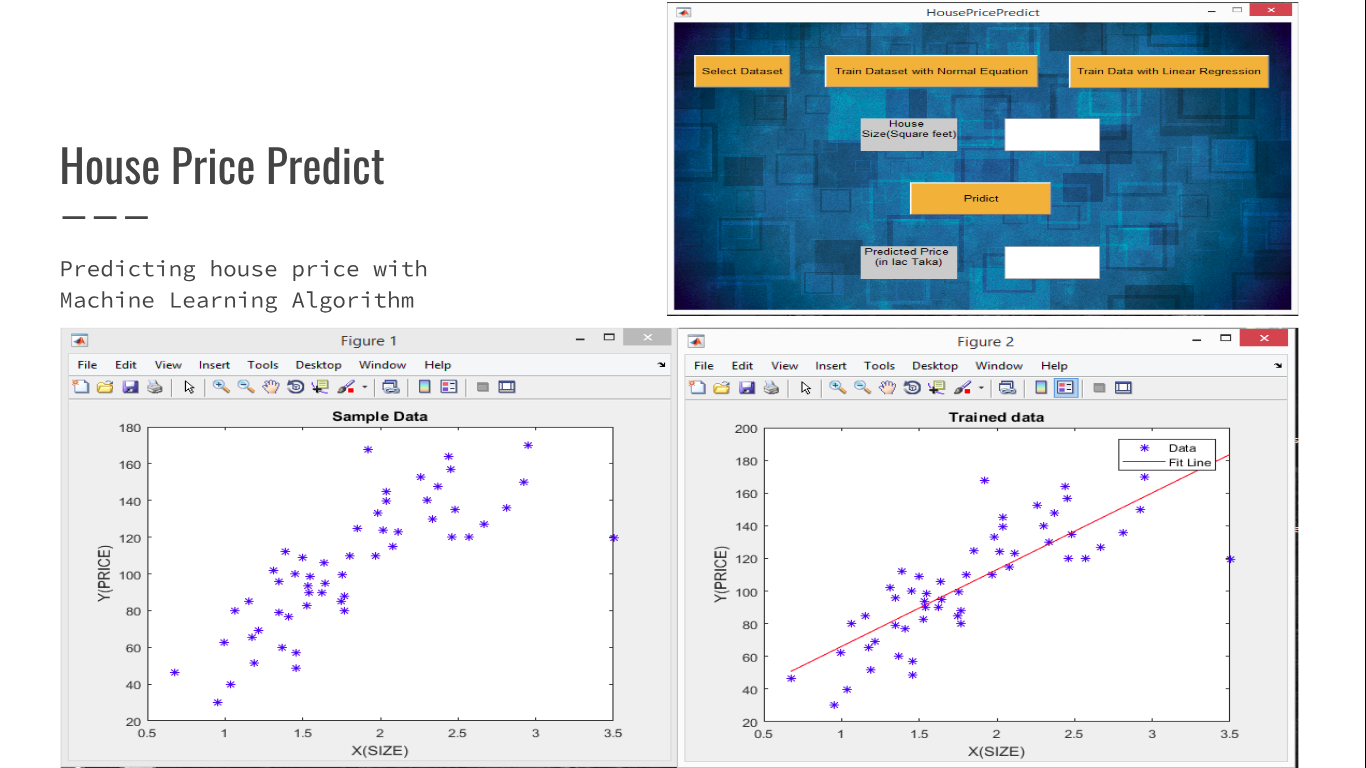 HousePricePredict
Select Dataset
Train Dataset with Normal Equation
Train Data with Linear Regression
House
Size(Square feet)
Pridict
Predicted Price
(in lac Taka)
House Price Predict
Predicting house price with
Machine Learning Algorithm
Figure 1
File Edit View Insert Tools Desktop Window Help
Sample Data
180
160
140
120
100
80
60
40
20
Y(PRICE)
0.5 1 1.5 2 2.5 3 3.5
X(SIZE)
Figure 2
File Edit View Insert Tools Desktop Window Help
Trained data
Data
Fit Line
200
180
160
140
120
100
80
60
40
20
Y(PRICE)
0.5 1 1.5 2 2.5 3 3.5
X(SIZE)